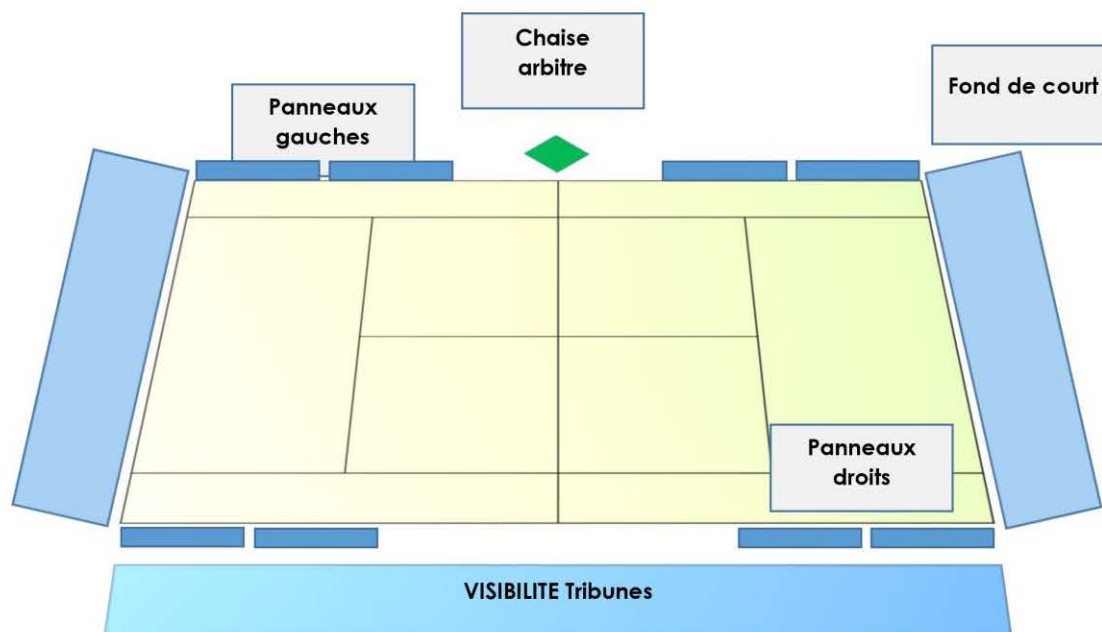 Chaise
arbitre
Fond de court
Panneaux
gauches
Panneaux
droits
VISIBILITE Tribunes